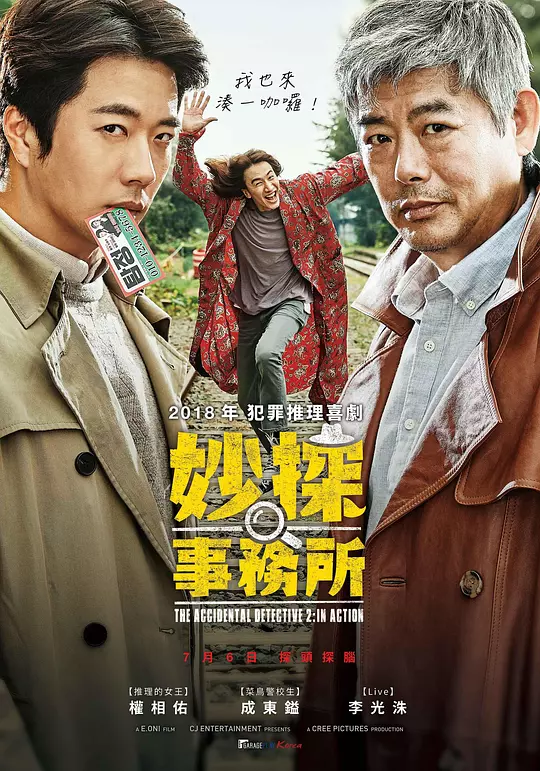 我也來
湊一咖囉！
2018年 犯罪推理喜劇
妙探
事務所
THE ACCIDENTAL DETECTIVE 2:IN ACTION
7月6日 探頭探腦
【推理的女王】
權相佑
【菜鳥警校生】
成東鎰
【Live】
李光洙
A E.ONI FILM CJ ENTERTAINMENT PRESENTS A CREE PICTURES PRODUCTION
GARAGEPLAY Korea